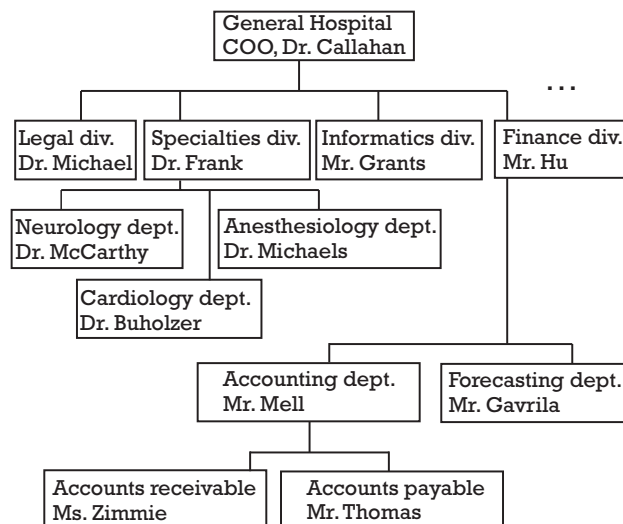 General Hospital
COO, Dr. Callahan
...
Legal div.
Dr. Michael
Specialties div.
Dr. Frank
Informatics div.
Mr. Grants
Finance div.
Mr. Hu
Neurology dept.
Dr. McCarthy
Anesthesiology dept.
Dr. Michaels
Cardiology dept.
Dr. Buholzer
Accounting dept.
Mr. Mell
Forecasting dept.
Mr. Gavrila
Accounts receivable
Ms. Zimmie
Accounts payable
Mr. Thomas